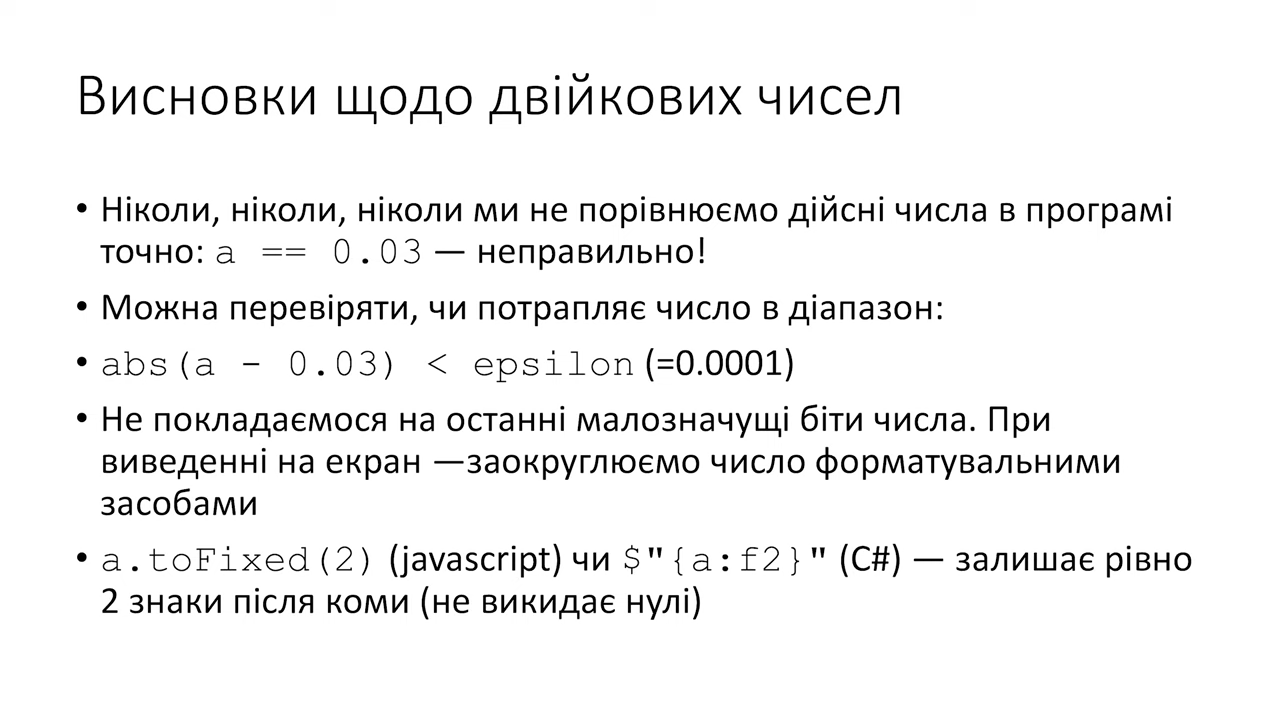 Висновки щодо двійкових чисел
• Ніколи, ніколи, ніколи ми не порівнюємо дійсні числа в програмі
точно: a == 0.03 — неправильно!
• Можна перевіряти, чи потрапляє число в діапазон:
• abs(a - 0.03) < epsilon (=0.0001)
• Не покладаємося на останні малозначущі біти числа. При
виведенні на екран —заокруглюємо число форматувальними
засобами
• a.toFixed(2) (javascript) чи $"{a:f2}" (C#) — залишає рівно
2 знаки після коми (не викидає нулі)